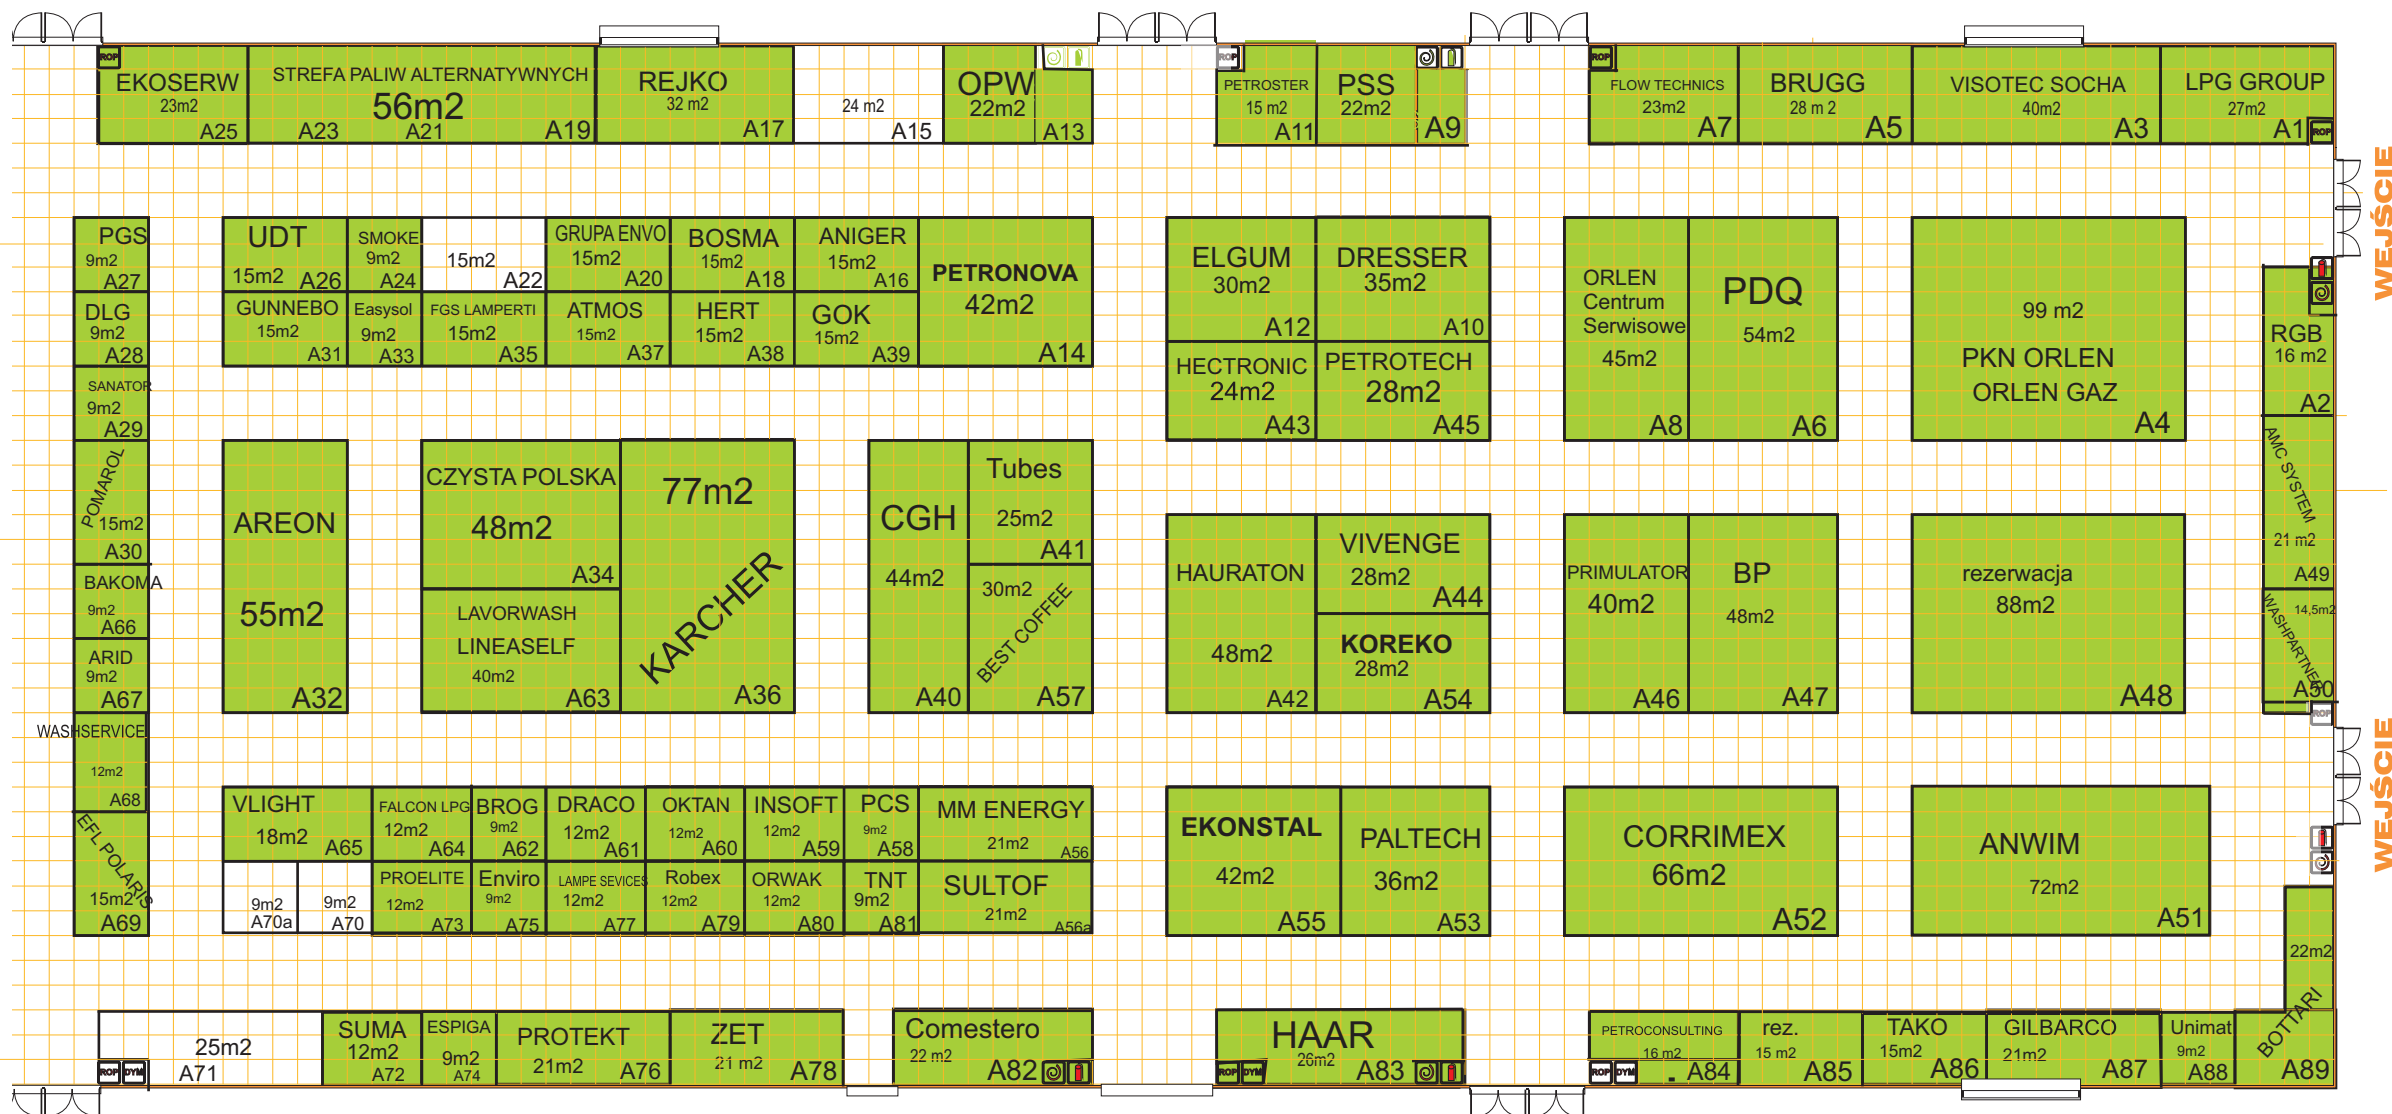 ROP
EKOSERW
23m2
A25
STREFA PALIW ALTERNATYWNYCH
56m2
A23
A21
A19
REJKO
32 m2
A17
24 m2
A15
OPW
22m2
A13
ROP
PETROSTER
15 m2
A11
PSS
22m2
A9
ROP
FLOW TECHNICS
23m2
A7
BRUGG
28 m 2
A5
VISOTEC SOCHA
40m2
A3
LPG GROUP
27m2
A1
ROP
WEJŚCIE
PGS
9m2
A27
UDT
15m2
A26
SMOKE
9m2
A24
15m2
A22
GRUPA ENVO
15m2
A20
BOSMA
15m2
A18
ANIGER
15m2
A16
PETRONOVA
42m2
A14
ELGUM
30m2
A12
DRESSER
35m2
A10
ORLEN
Centrum
Serwisowe
45m2
A8
PDQ
54m2
A6
99 m2
PKN ORLEN
ORLEN GAZ
A4
RGB
16 m2
A2
DLG
9m2
A28
GUNNEBO
15m2
A31
Easysol
9m2
A33
FGS LAMPERTI
15m2
A35
ATMOS
15m2
A37
HERT
15m2
A38
GOK
15m2
A39
HECTRONIC
24m2
A43
PETROTECH
28m2
A45
SANATOR
9m2
A29
POMAROL
15m2
A30
AREON
55m2
A32
CZYSTA POLSKA
48m2
A34
77m2
KARCHER
A36
CGH
44m2
A40
Tubes
25m2
A41
HAURATON
48m2
A42
VIVENGE
28m2
A44
PRIMULATOR
40m2
A46
BP
48m2
A47
rezerwacja
88m2
A48
AMC SYSTEM
21 m2
A49
BAKOMA
9m2
A66
LAVORWASH
LINEASELF
40m2
A63
30m2
BEST COFFEE
A57
KOREKO
28m2
A54
14,5m2
WASHPARTNER
A50
ROP
ARID
9m2
A67
WASHSERVICE
12m2
A68
WEJŚCIE
VLIGHT
18m2
A65
FALCON LPG
12m2
A64
BROG
9m2
A62
DRACO
12m2
A61
OKTAN
12m2
A60
INSOFT
12m2
A59
PCS
9m2
A58
MM ENERGY
21m2
A56
EKONSTAL
42m2
A55
PALTECH
36m2
A53
CORRIMEX
66m2
A52
ANWIM
72m2
A51
EFL POLARIS
15m2
A69
9m2
A70a
9m2
A70
PROELITE
12m2
A73
Enviro
9m2
A75
LAMPE SEVICES
12m2
A77
Robex
12m2
A79
ORWAK
12m2
A80
TNT
9m2
A81
SULTOF
21m2
A56a
22m2
BOTTARI
A89
25m2
A71
ROP
DYM
SUMA
12m2
A72
ESPIGA
9m2
A74
PROTEKT
21m2
A76
ZET
21 m2
A78
Comestero
22 m2
A82
HAAR
26m2
A83
ROP
DYM
PETROCONSULTING
16 m2
A84
ROP
DYM
rez.
15 m2
A85
TAKO
15m2
A86
GILBARCO
21m2
A87
Unimat
9m2
A88